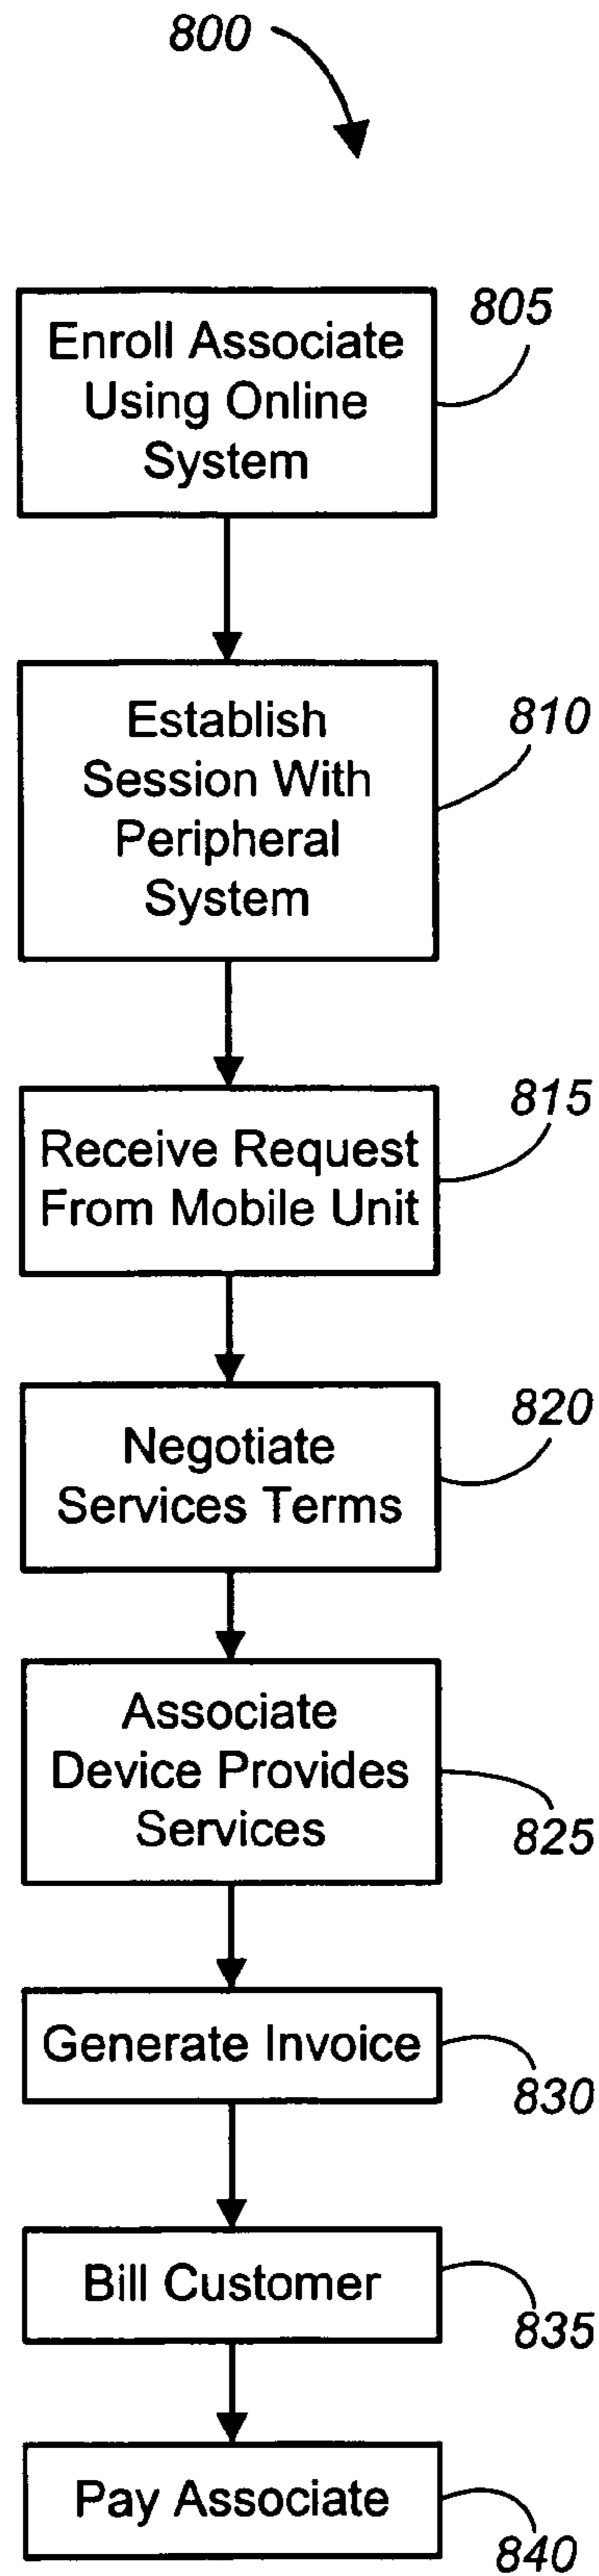 800
Enroll Associate
Using Online
System
805
Establish
Session With
Peripheral
System
810
Receive Request
From Mobile Unit
815
Negotiate
Services Terms
820
Associate
Device Provides
Services
825
Generate Invoice
830
Bill Customer
835
Pay Associate
840